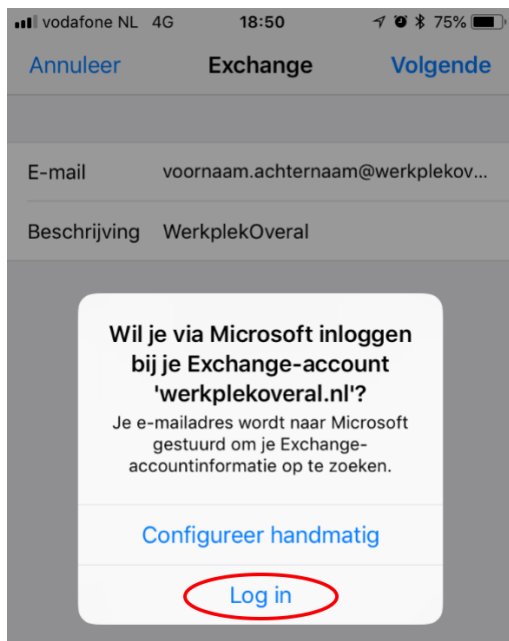 vodafone NL 4G 18:50 75%
Annuleer Exchange Volgende
E-mail voornaam.achternaam@werkplekov...
Beschrijving WerkplekOveral
Wil je via Microsoft inloggen
bij je Exchange-account
'werkplekoveral.nl'?
Je e-mailadres wordt naar Microsoft
gestuurd om je Exchange-
accountinformatie op te zoeken.
Configureer handmatig
Log in